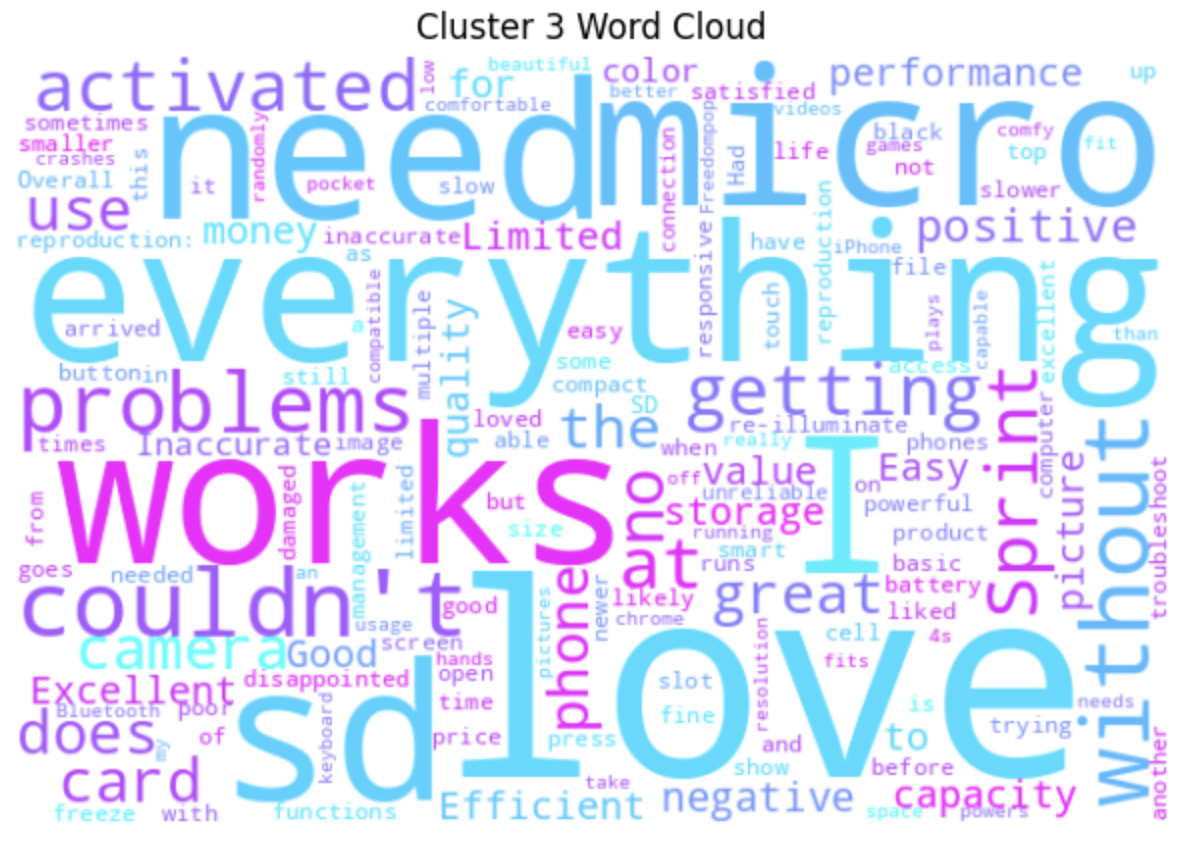 Cluster 3 Word Cloud
activated
low
for
beautiful
comfortable
color
better
satisfied
performance
up
sometimes
smaller
crashes
Overall
this
need
it
randomly
pocket
slow
micro
videos
connection
Freedompop
Had
life
black
games
not
comfy
top
fit
slower
use
reproduction:
money
inaccurate
Limited
as
responsive
have
iPhone
reproduction
positive
file
everything
arrived
a
compatible
multiple
quality
easy
touch
plays
capable
excellent
than
button
in
still
some
compact
SD
access
problems
loved
able
the
getting
re-illuminate
when
really
phones
times
Inaccurate
image
works
from
damaged
management
limited
but
size
no
off
value
unreliable
storage
running
smart
runs
I
on
Easy
powerful
product
basic
computer
Sprint
picture
without
troubleshoot
goes
needed
an
couldn't
usage
good
screen
at
likely
chrome
newer
pictures
phone
great
battery
liked
cell
4s
fits
camera
Good
hands
open
disappointed
Excellent
Bluetooth
poor
does
my
of
sd
keyboard
time
price
love
press
slot
fine
resolution
and
show
is
to
trying
needs
before
another
card
freeze
with
functions
Efficient
take
negative
capacity
space
powers